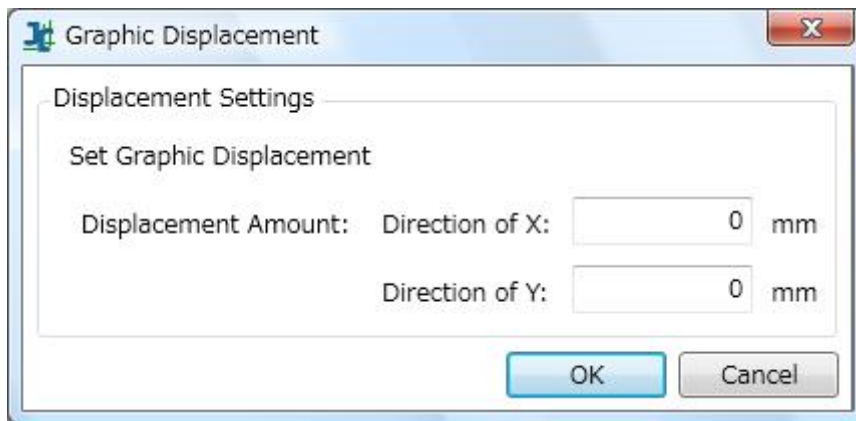 Graphic Displacement
Displacement Settings
Set Graphic Displacement
Displacement Amount: Direction of X: 0 mm
Direction of Y: 0 mm
OK Cancel